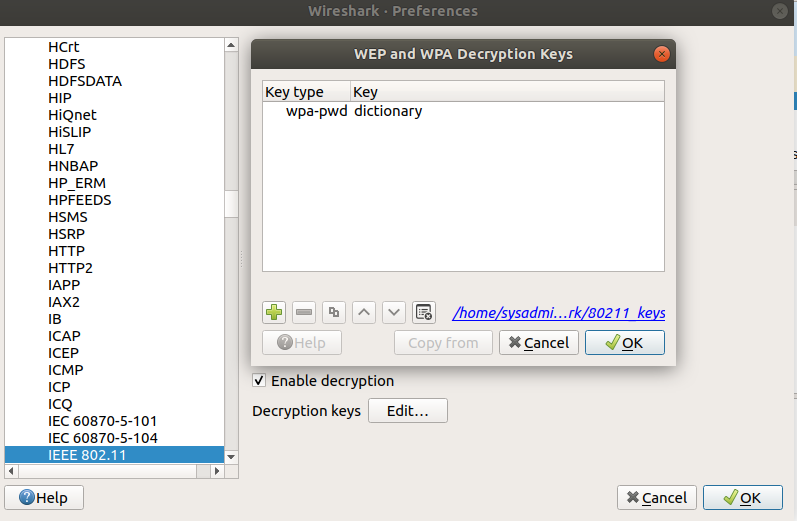 Wireshark · Preferences
HCrt
HDFS
HDFSDATA
HIP
HiQnet
HiSLIP
HL7
HNBAP
HP_ERM
HPFEEDS
HSMS
HSRP
HTTP
HTTP2
IAPP
IAX2
IB
ICAP
ICEP
ICMP
ICP
ICQ
IEC 60870-5-101
IEC 60870-5-104
IEEE 802.11
Help
WEP and WPA Decryption Keys
Key type Key
wpa-pwd dictionary
/home/sysadmi...rk/80211_keys
Help Copy from Cancel OK
Enable decryption
Decryption keys Edit...
Cancel OK